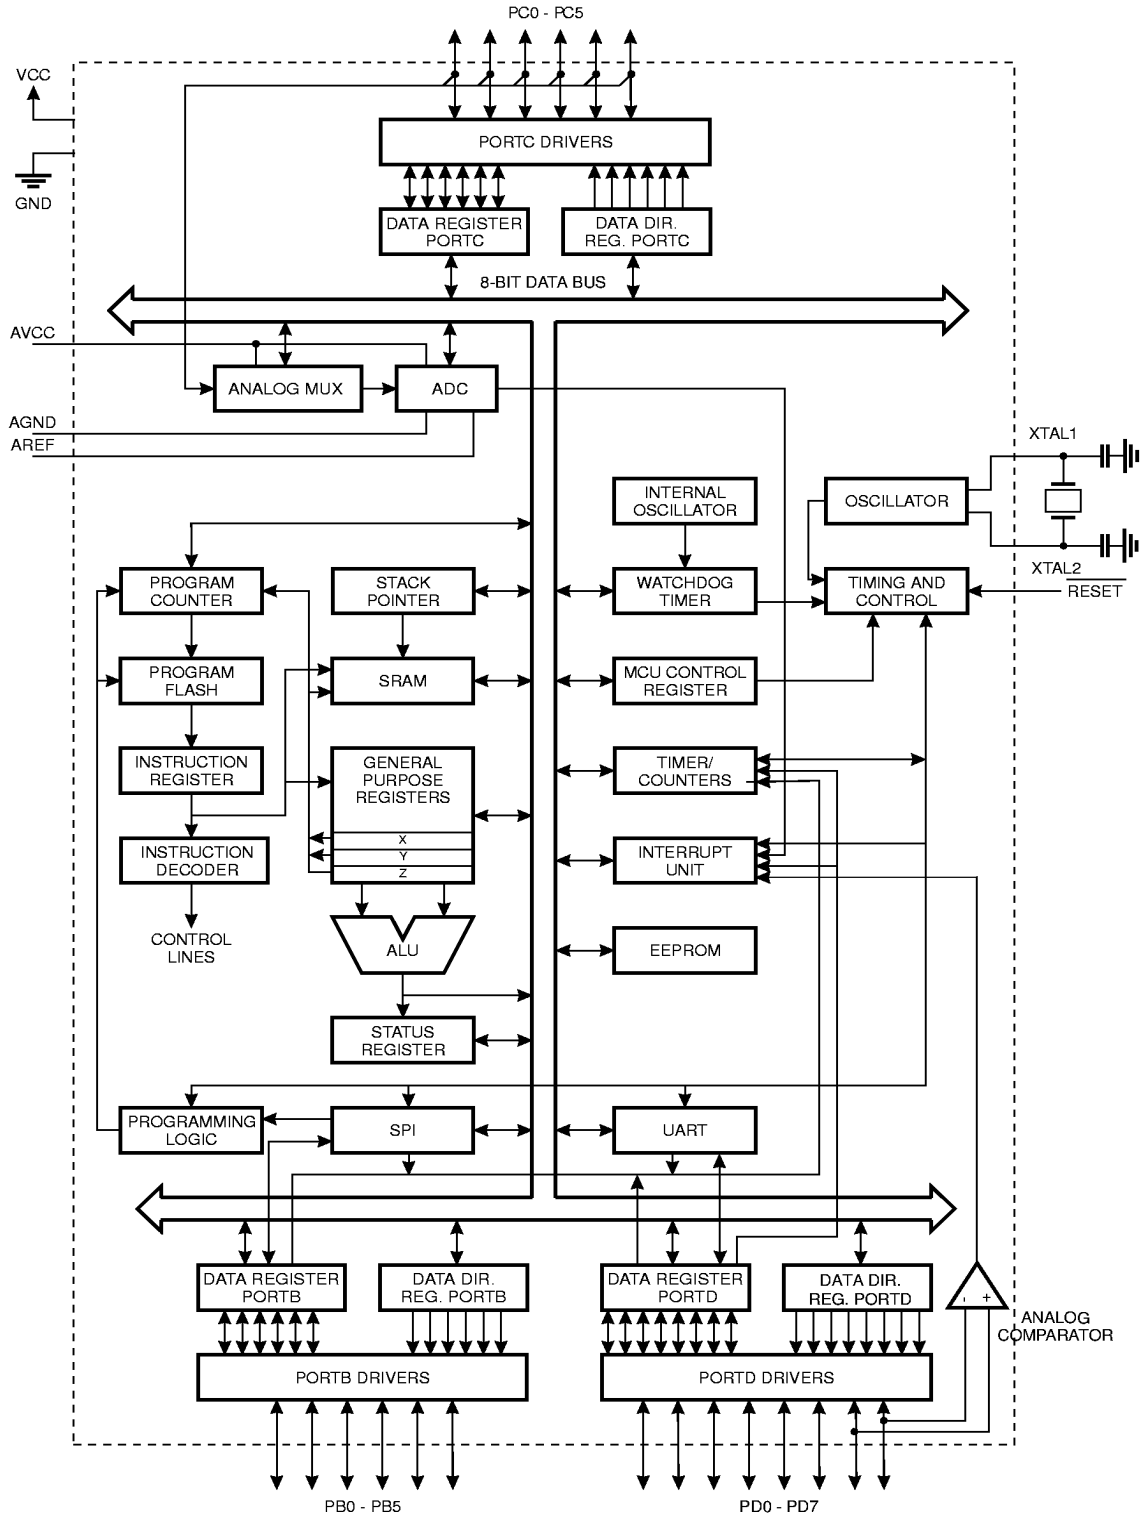 PC0 - PC5
VCC
GND
PORTC DRIVERS
DATA REGISTER
PORTC
DATA DIR.
REG. PORTC
8-BIT DATA BUS
AVCC
ANALOG MUX
ADC
AGND
AREF
XTAL1
INTERNAL
OSCILLATOR
OSCILLATOR
XTAL2
RESET
PROGRAM
COUNTER
STACK
POINTER
WATCHDOG
TIMER
TIMING AND
CONTROL
PROGRAM
FLASH
SRAM
MCU CONTROL
REGISTER
INSTRUCTION
REGISTER
GENERAL
PURPOSE
REGISTERS
X
Y
Z
TIMER/
COUNTERS
INSTRUCTION
DECODER
INTERRUPT
UNIT
CONTROL
LINES
ALU
EEPROM
STATUS
REGISTER
PROGRAMMING
LOGIC
SPI
UART
DATA REGISTER
PORTB
DATA DIR.
REG. PORTB
DATA REGISTER
PORTD
DATA DIR.
REG. PORTD
- +
ANALOG
COMPARATOR
PORTB DRIVERS
PORTD DRIVERS
PB0 - PB5
PD0 - PD7